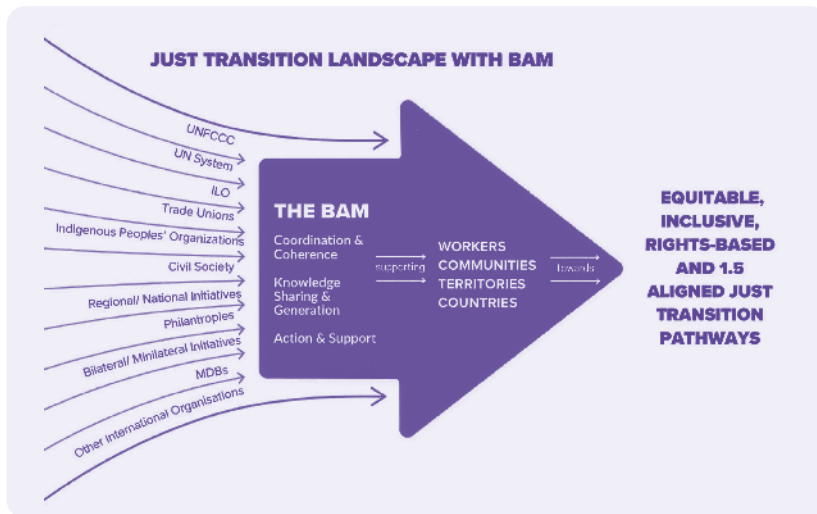 JUST TRANSITION LANDSCAPE WITH BAM
UNFCCC
UN System
ILO
Trade Unions
Indigenous Peoples' Organizations
Civil Society
Regional/ National Initiatives
Philantropies
Bilateral/ Minilateral Initiatives
MDBs
Other International Organisations
THE BAM
Coordination &
Coherence
Knowledge
Sharing &
Generation
Action & Support
supporting
WORKERS
COMMUNITIES
TERRITORIES
COUNTRIES
towards
EQUITABLE,
INCLUSIVE,
RIGHTS-BASED
AND 1.5
ALIGNED JUST
TRANSITION
PATHWAYS